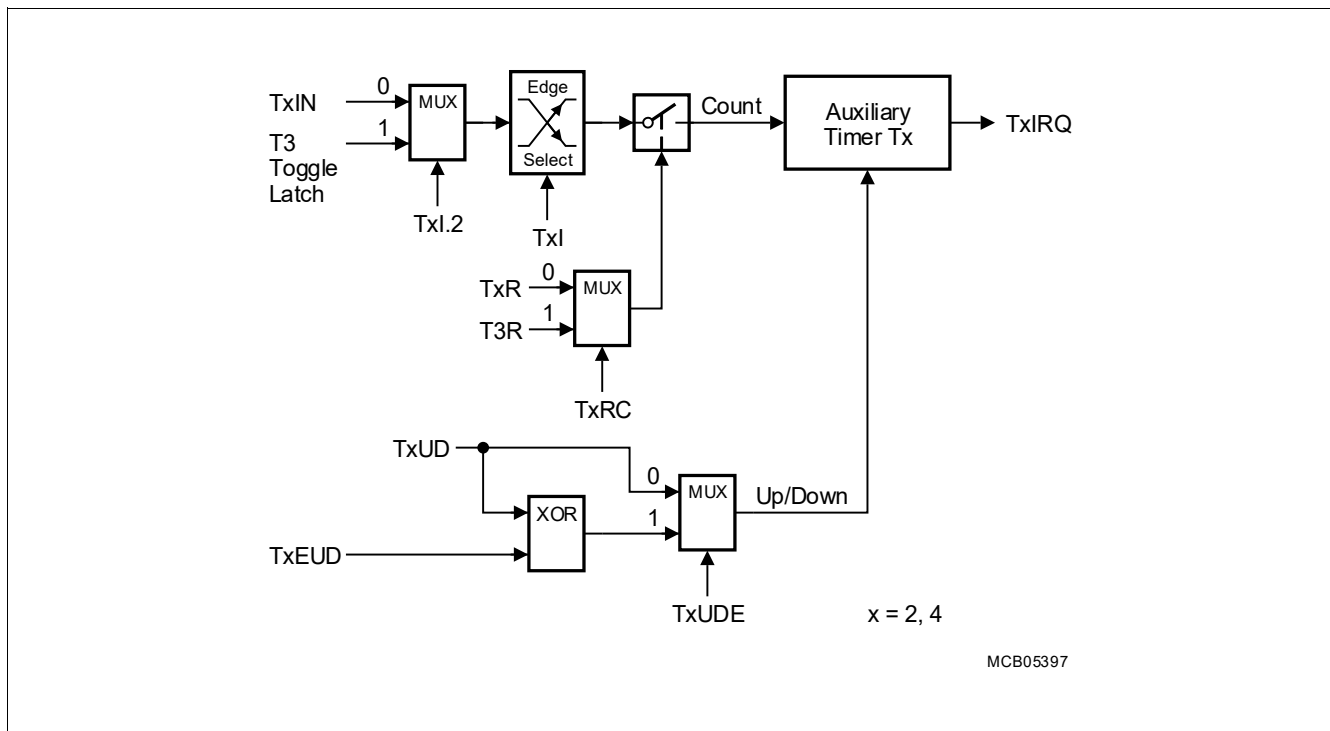 TxIN
0
MUX
Edge
Select
Count
Auxiliary
Timer Tx
TxIRQ
T3
Toggle
Latch
1
TxI.2
TxI
TxR
0
MUX
T3R
1
TxRC
TxUD
0
MUX
Up/Down
XOR
1
TxEUD
TxUDE
x = 2, 4
MCB05397